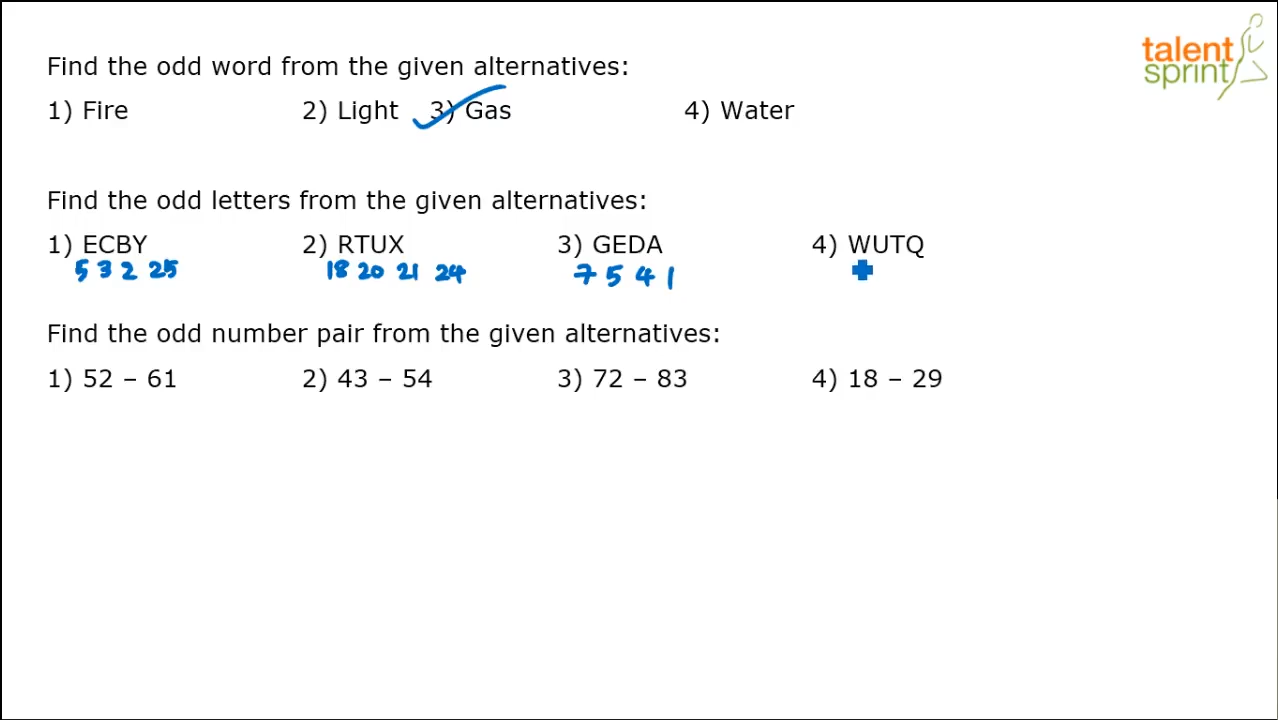 talent
sprint
Find the odd word from the given alternatives:
1) Fire 2) Light 3) Gas 4) Water
Find the odd letters from the given alternatives:
1) ECBY 2) RTUX 3) GEDA 4) WUTQ
5 3 2 25 18 20 21 24 7 5 4 1
Find the odd number pair from the given alternatives:
1) 52 – 61 2) 43 – 54 3) 72 – 83 4) 18 – 29